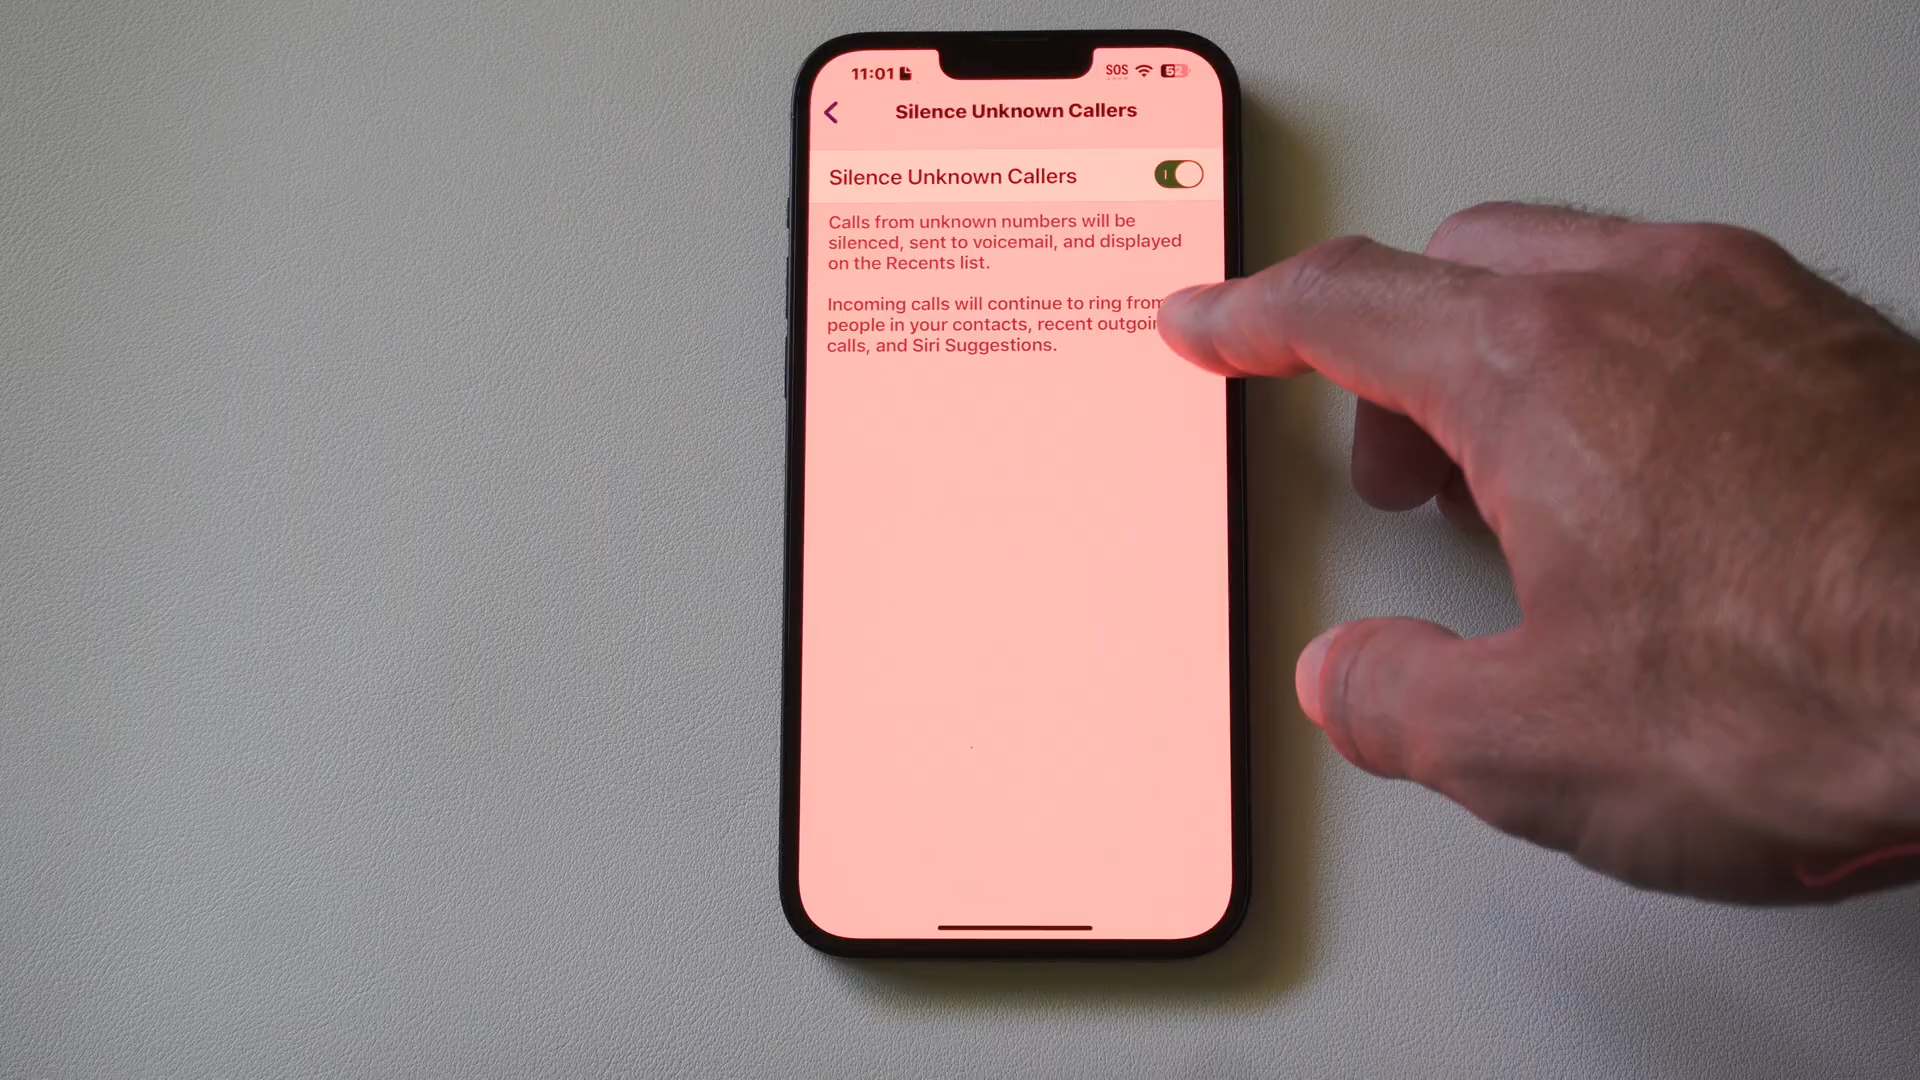 11:01 SOS 52
Silence Unknown Callers
Silence Unknown Callers
Calls from unknown numbers will be
silenced, sent to voicemail, and displayed
on the Recents list.
Incoming calls will continue to ring from
people in your contacts, recent
calls, and Siri Suggestions.